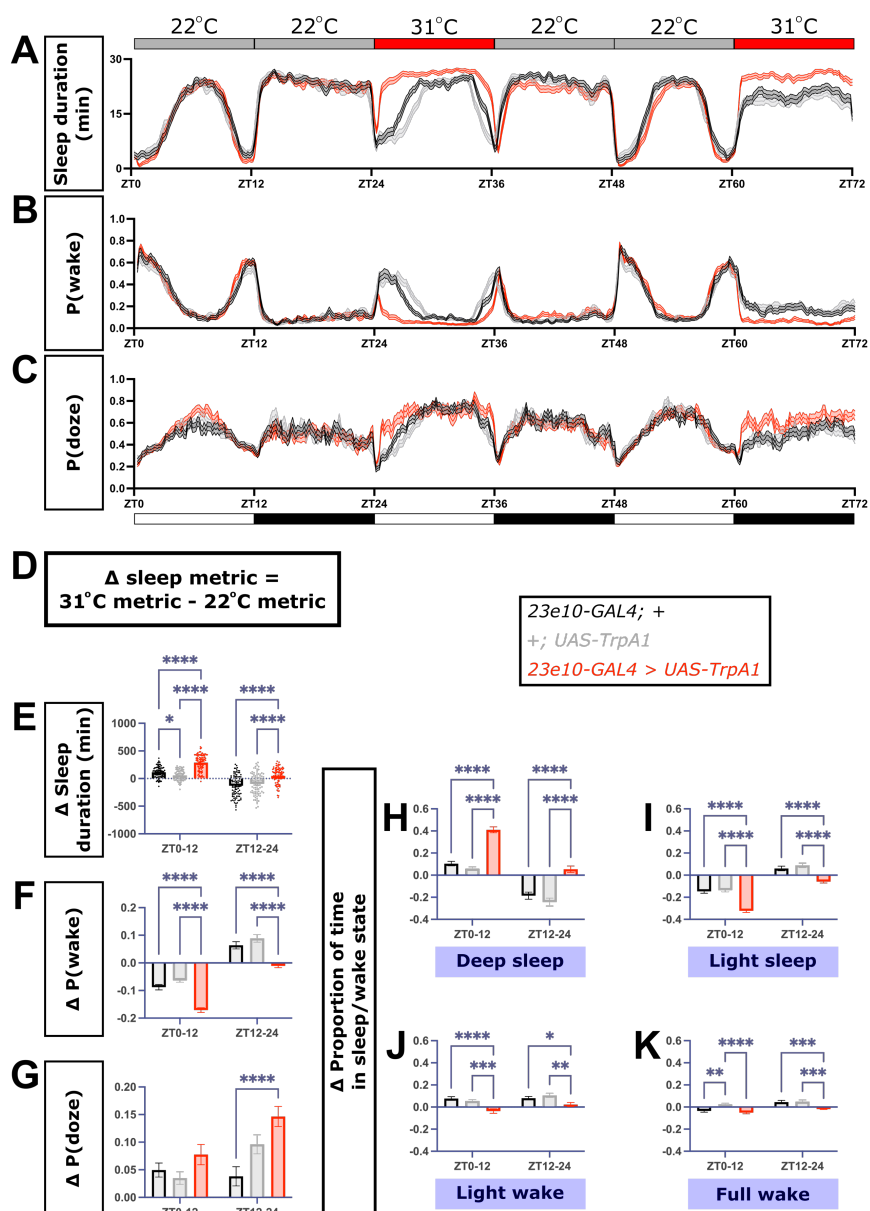 22°C 22°C 31°C 22°C 22°C 31°C
A
Sleep duration
(min)
30
15
0
ZT0 ZT12 ZT24 ZT36 ZT48 ZT60 ZT72
B
P(wake)
1.0
0.8
0.6
0.4
0.2
0.0
ZT0 ZT12 ZT24 ZT36 ZT48 ZT60 ZT72
C
P(doze)
1.0
0.8
0.6
0.4
0.2
0.0
ZT0 ZT12 ZT24 ZT36 ZT48 ZT60 ZT72
D
Δ sleep metric =
31°C metric - 22°C metric
23e10-GAL4; +
+; UAS-TrpA1
23e10-GAL4 > UAS-TrpA1
E
Δ Sleep
duration (min)
1000
500
0
-500
-1000
**** **** * **** ****
ZT0-12 ZT12-24
F
Δ P(wake)
0.2
0.1
0.0
-0.1
-0.2
**** **** **** ****
ZT0-12 ZT12-24
G
Δ P(doze)
0.20
0.15
0.10
0.05
0.00
****
ZT0-12 ZT12-24
Δ Proportion of time
in sleep/wake state
H
0.6
0.4
0.2
0.0
-0.2
-0.4
**** **** **** ****
ZT0-12 ZT12-24
Deep sleep
I
0.6
0.4
0.2
0.0
-0.2
-0.4
**** **** **** ****
ZT0-12 ZT12-24
Light sleep
J
0.6
0.4
0.2
0.0
-0.2
-0.4
**** *** * **
ZT0-12 ZT12-24
Light wake
K
0.6
0.4
0.2
0.0
-0.2
-0.4
** **** *** ***
ZT0-12 ZT12-24
Full wake